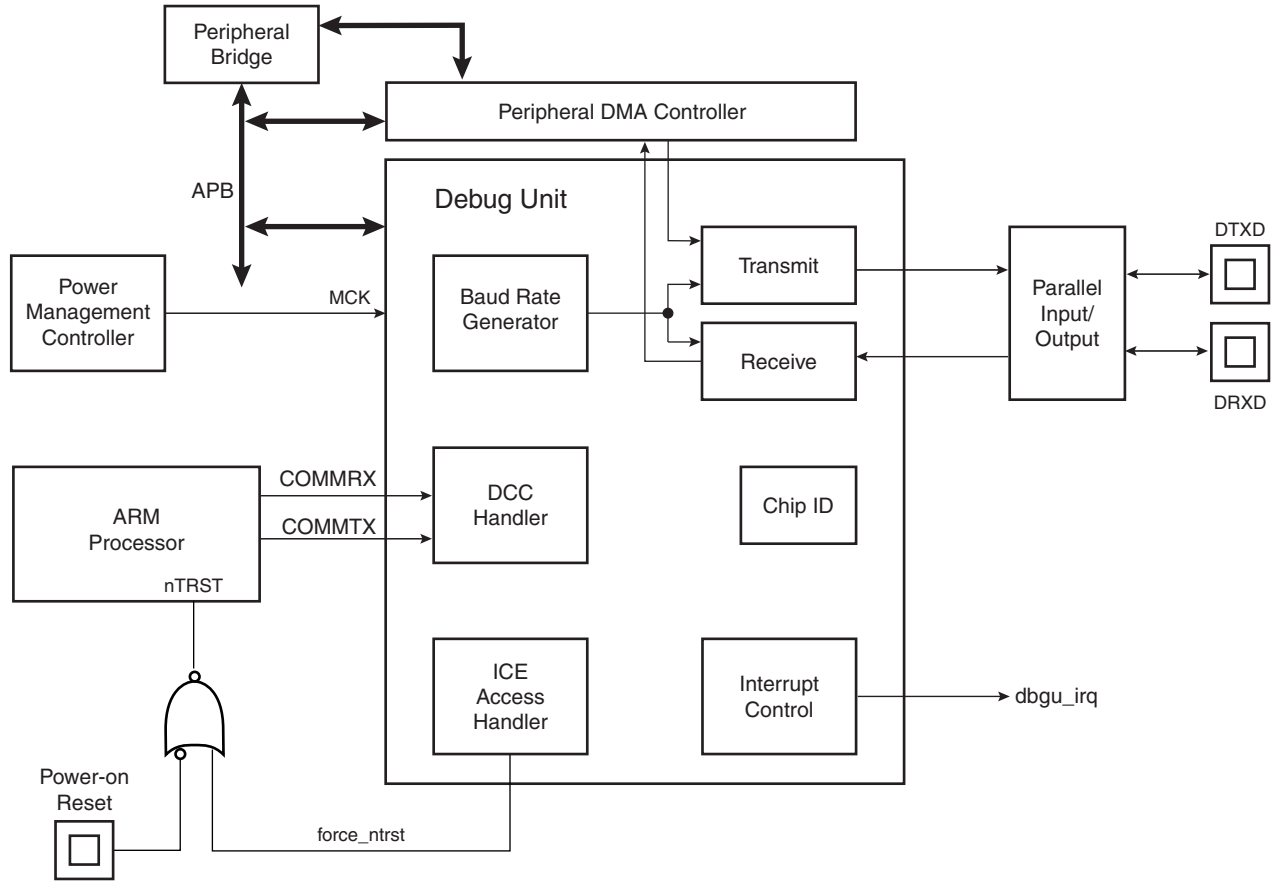 Peripheral
Bridge
Peripheral DMA Controller
APB
Debug Unit
Power
Management
Controller
MCK
Baud Rate
Generator
Transmit
Receive
Parallel
Input/
Output
DTXD
DRXD
ARM
Processor
nTRST
COMMRX
COMMTX
DCC
Handler
Chip ID
ICE
Access
Handler
Interrupt
Control
dbgu_irq
Power-on
Reset
force_ntrst